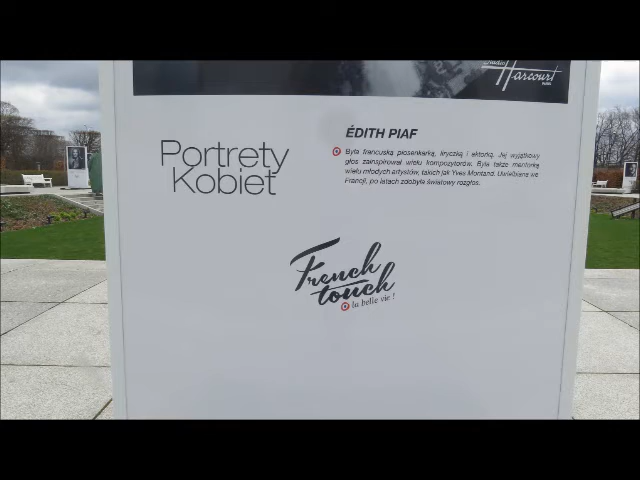 Studio
Harcourt
PARIS
ÉDITH PIAF
Portrety
Kobiet
Była francuską piosenkarką, liryczką i aktorką. Jej wyjątkowy
głos zainspirował wielu kompozytorów. Była także mentorką
wielu młodych artystów, takich jak Yves Montand. Uwielbiana we
Francji, po latach zdobyła światowy rozgłos.
French
touch
la belle vie !